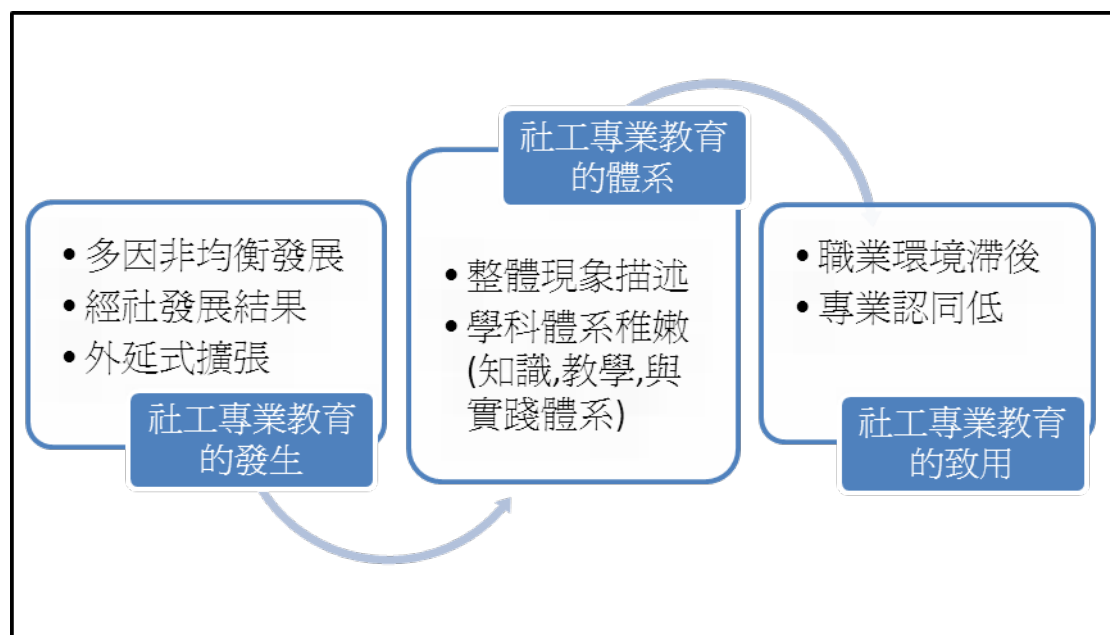 • 多因非均衡發展
• 經社發展結果
• 外延式擴張
社工專業教育
的發生
社工專業教育
的體系
• 整體現象描述
• 學科體系稚嫩
(知識,教學,與
實踐體系)
• 職業環境滯後
• 專業認同低
社工專業教育
的致用